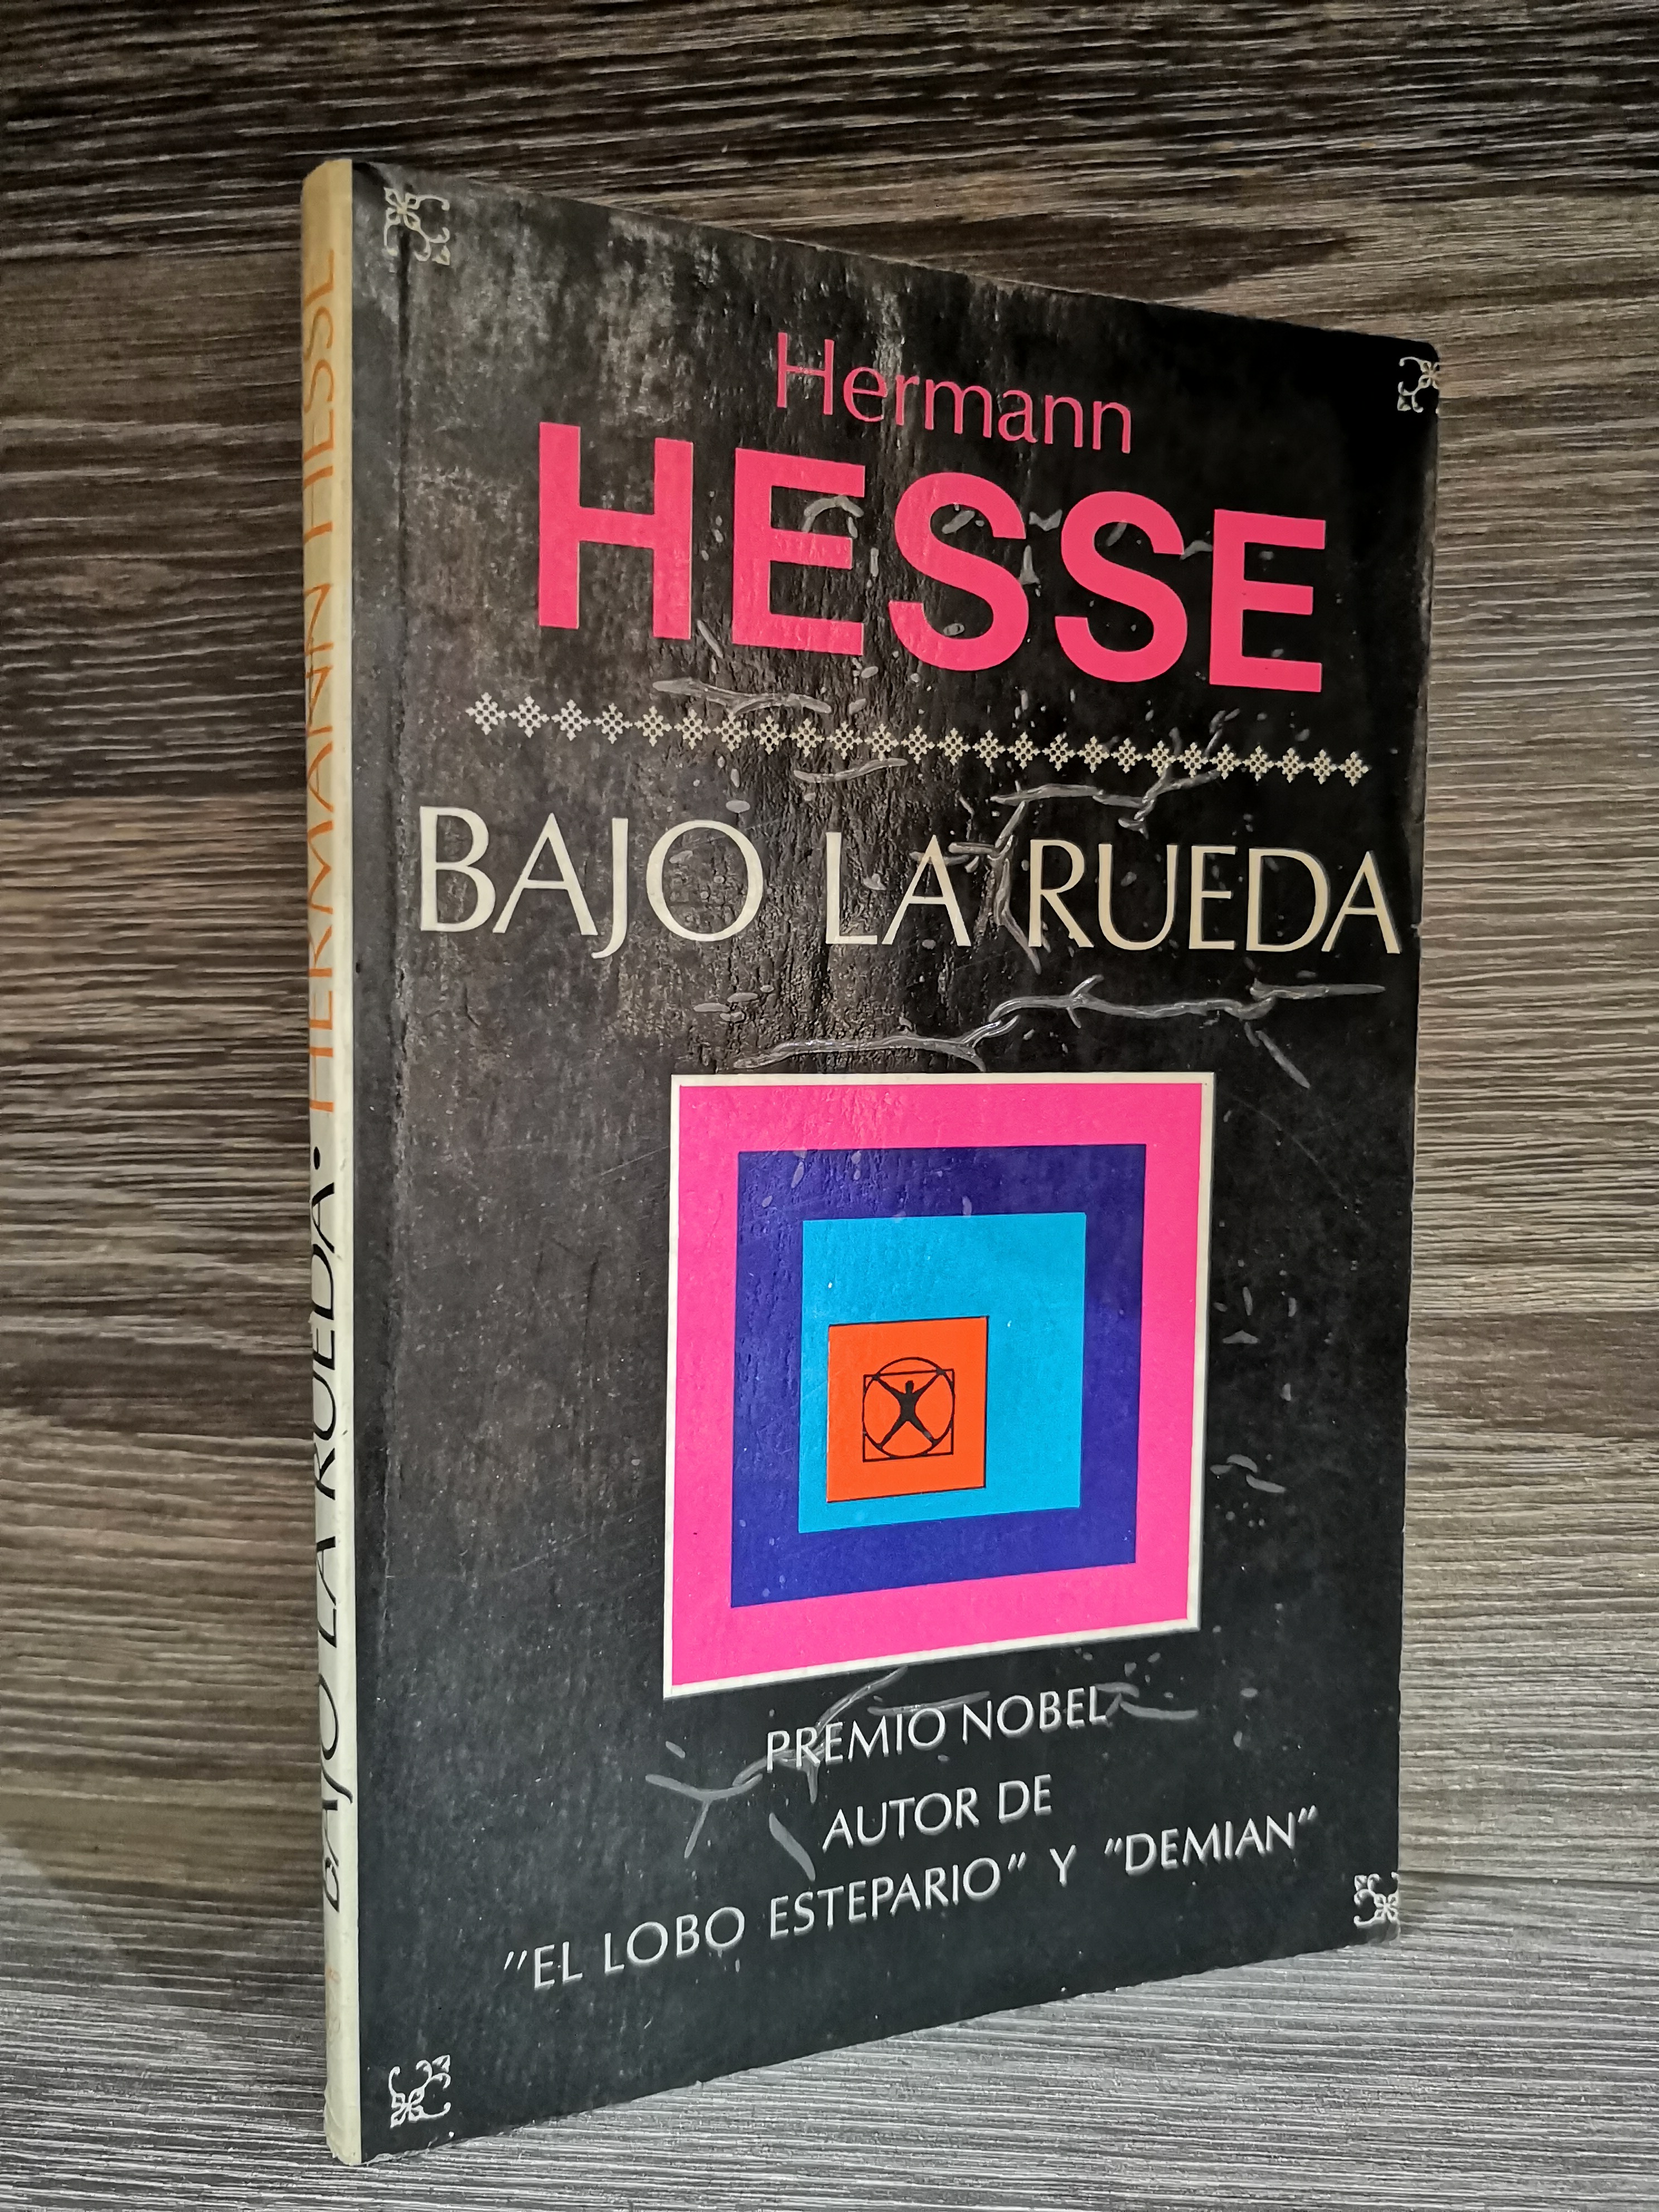 Hermann
HESSE
BAJO LA RUEDA
PREMIO NOBEL
AUTOR DE
"EL LOBO ESTEPARIO" Y "DEMIAN"
BAJO LA RUEDA • HERMANN HESSE